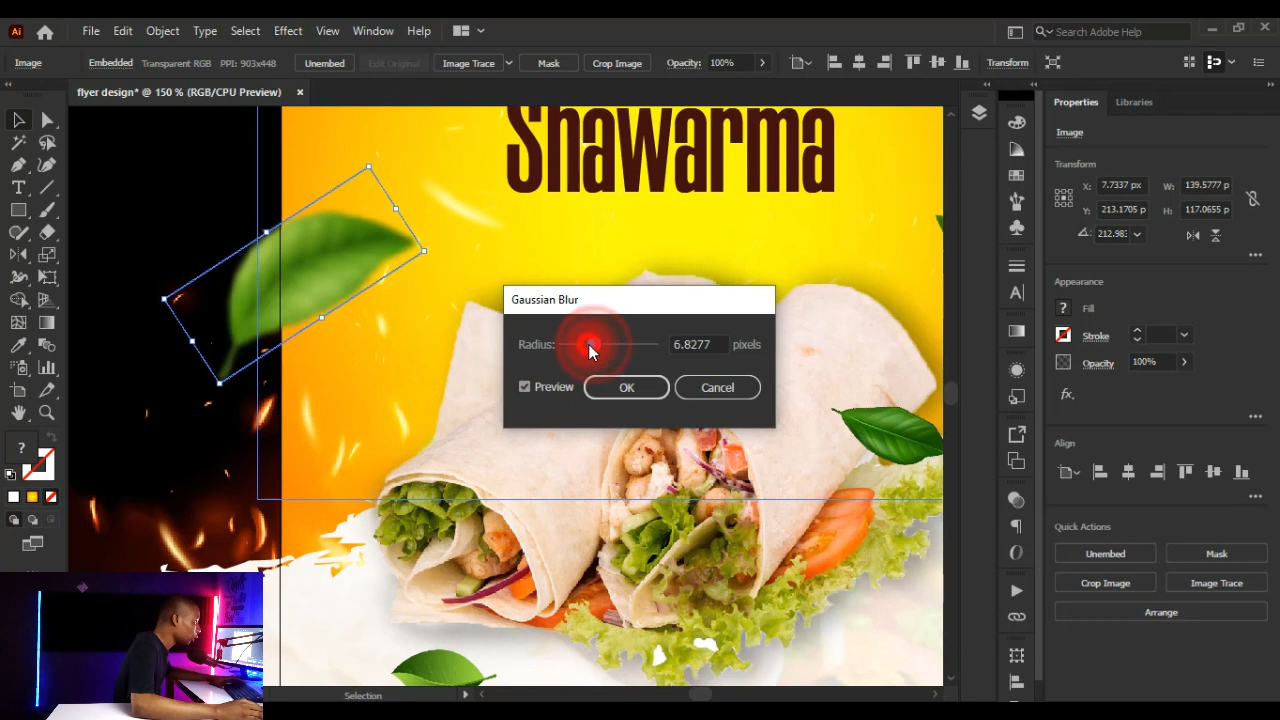 Ai
File Edit Object Type Select Effect View Window Help
Search Adobe Help
Image
Embedded Transparent RGB PPI: 903x448
Unembed
Edit Original
Image Trace
Mask
Crop Image
Opacity: 100%
Transform
flyer design* @ 150 % (RGB/CPU Preview) ×
Shawarma
Gaussian Blur
Radius: 6.8277 pixels
Preview
OK
Cancel
Properties Libraries
Image
Transform
X: 7.7337 px W: 139.5777 p
Y: 213.1705 p H: 117.0655 p
212.983
Appearance
? Fill
Stroke
Opacity 100%
fx.
Align
Quick Actions
Unembed Mask
Crop Image Image Trace
Arrange
?
Selection